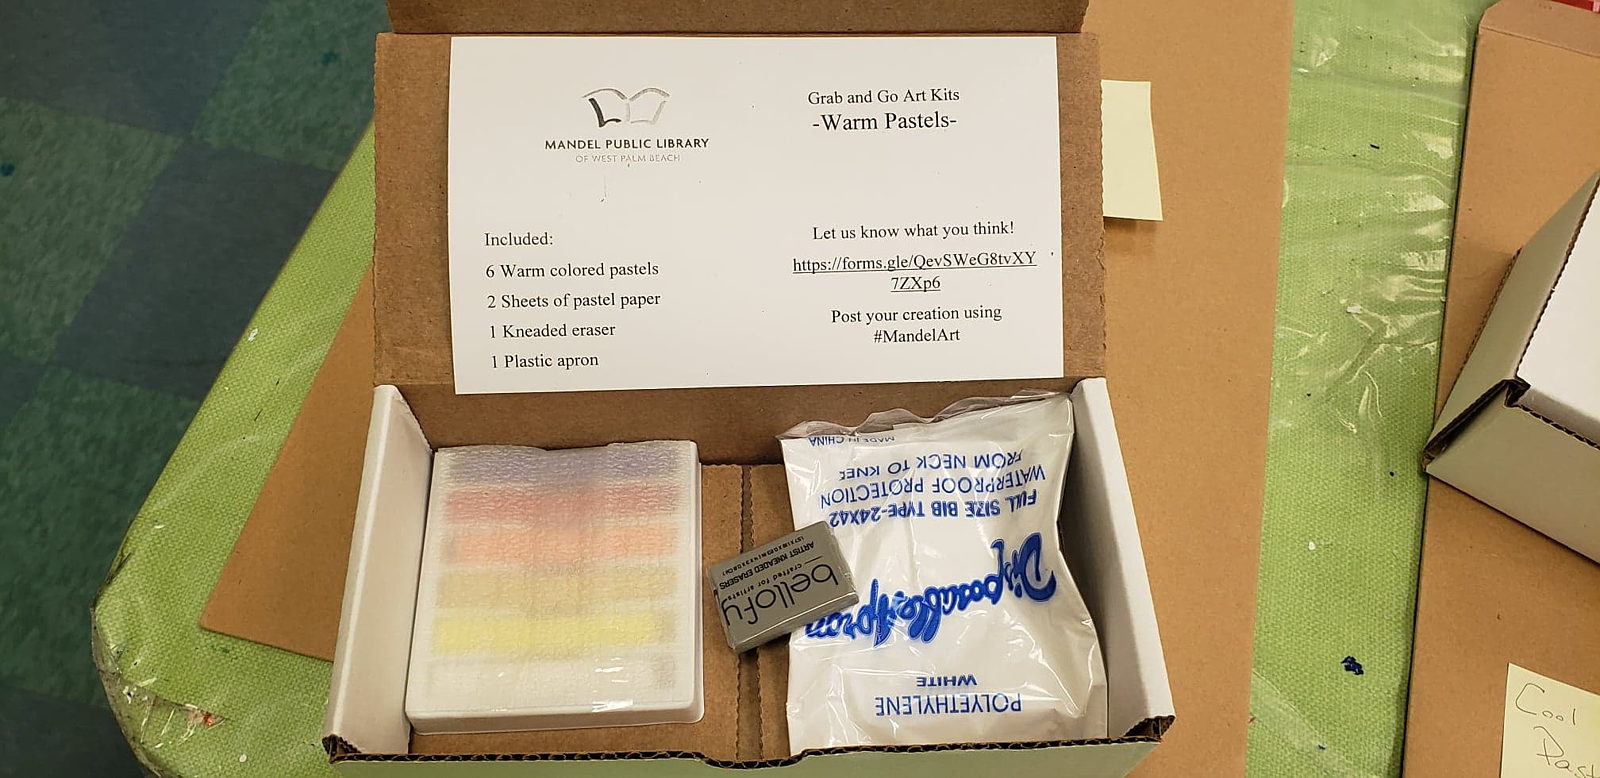 MANDEL PUBLIC LIBRARY
OF WEST PALM BEACH
Grab and Go Art Kits
-Warm Pastels-
Included:
6 Warm colored pastels
2 Sheets of pastel paper
1 Kneaded eraser
1 Plastic apron
Let us know what you think!
https://forms.gle/QevSWeG8tvXY
7ZXp6
Post your creation using
#MandelArt
bellofy
crafted for artists
ARTIST KNEADED ERASERS
POLYETHYLENE
WHITE
Disposable Apron
FULL SIZE BIB TYPE-24X42
WATERPROOF PROTECTION
FROM NECK TO KNEE
MADE IN CHINA
Cool